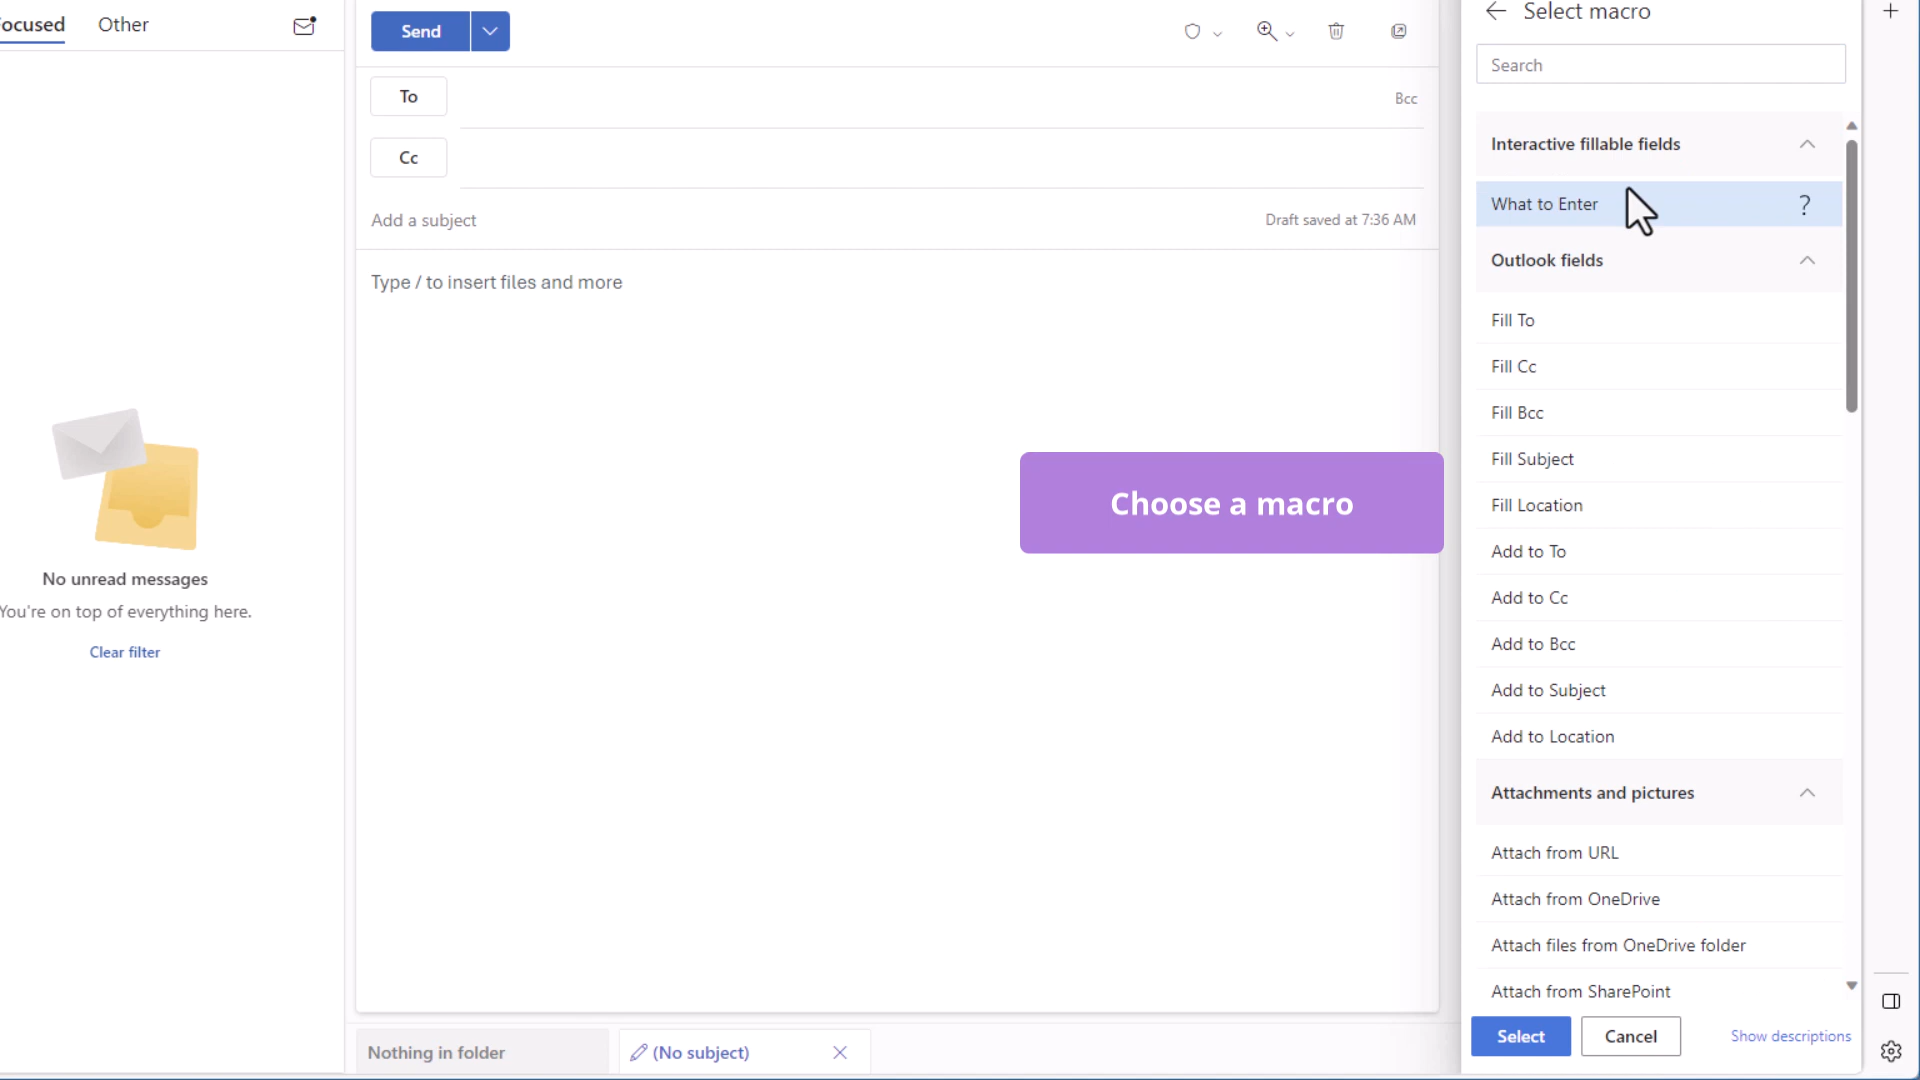 Focused Other
No unread messages
You're on top of everything here.
Clear filter
Send
To
Bcc
Cc
Add a subject
Draft saved at 7:36 AM
Type / to insert files and more
Choose a macro
Nothing in folder
(No subject)
Select macro
Search
Interactive fillable fields
What to Enter ?
Outlook fields
Fill To
Fill Cc
Fill Bcc
Fill Subject
Fill Location
Add to To
Add to Cc
Add to Bcc
Add to Subject
Add to Location
Attachments and pictures
Attach from URL
Attach from OneDrive
Attach files from OneDrive folder
Attach from SharePoint
Select Cancel Show descriptions